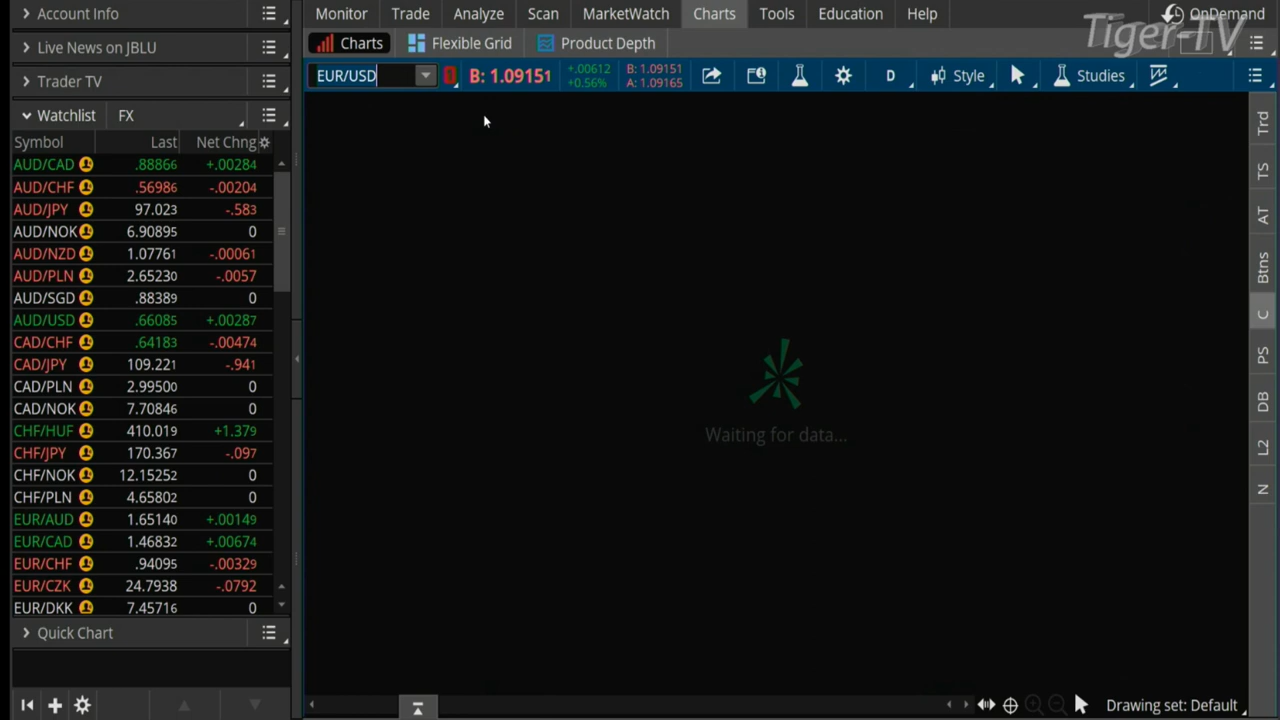 Account Info
Live News on JBLU
Trader TV
Watchlist FX
Symbol Last Net Chng
AUD/CAD .88866 +.00284
AUD/CHF .56986 -.00204
AUD/JPY 97.023 -.583
AUD/NOK 6.90895 0
AUD/NZD 1.07761 -.00061
AUD/PLN 2.65230 -.0057
AUD/SGD .88389 0
AUD/USD .66085 +.00287
CAD/CHF .64183 -.00474
CAD/JPY 109.221 -.941
CAD/PLN 2.99500 0
CAD/NOK 7.70846 0
CHF/HUF 410.019 +1.379
CHF/JPY 170.367 -.097
CHF/NOK 12.15252 0
CHF/PLN 4.65802 0
EUR/AUD 1.65140 +.00149
EUR/CAD 1.46832 +.00674
EUR/CHF .94095 -.00329
EUR/CZK 24.7938 -.0792
EUR/DKK 7.45716 0
Quick Chart
Monitor Trade Analyze Scan MarketWatch Charts Tools Education Help OnDemand
Tiger-TV
Charts Flexible Grid Product Depth
EUR/USD B: 1.09151 +.00612 +0.56% B: 1.09151 A: 1.09165 D Style Studies
Waiting for data...
Trd
TS
AT
Btns
C
PS
DB
L2
N
Drawing set: Default